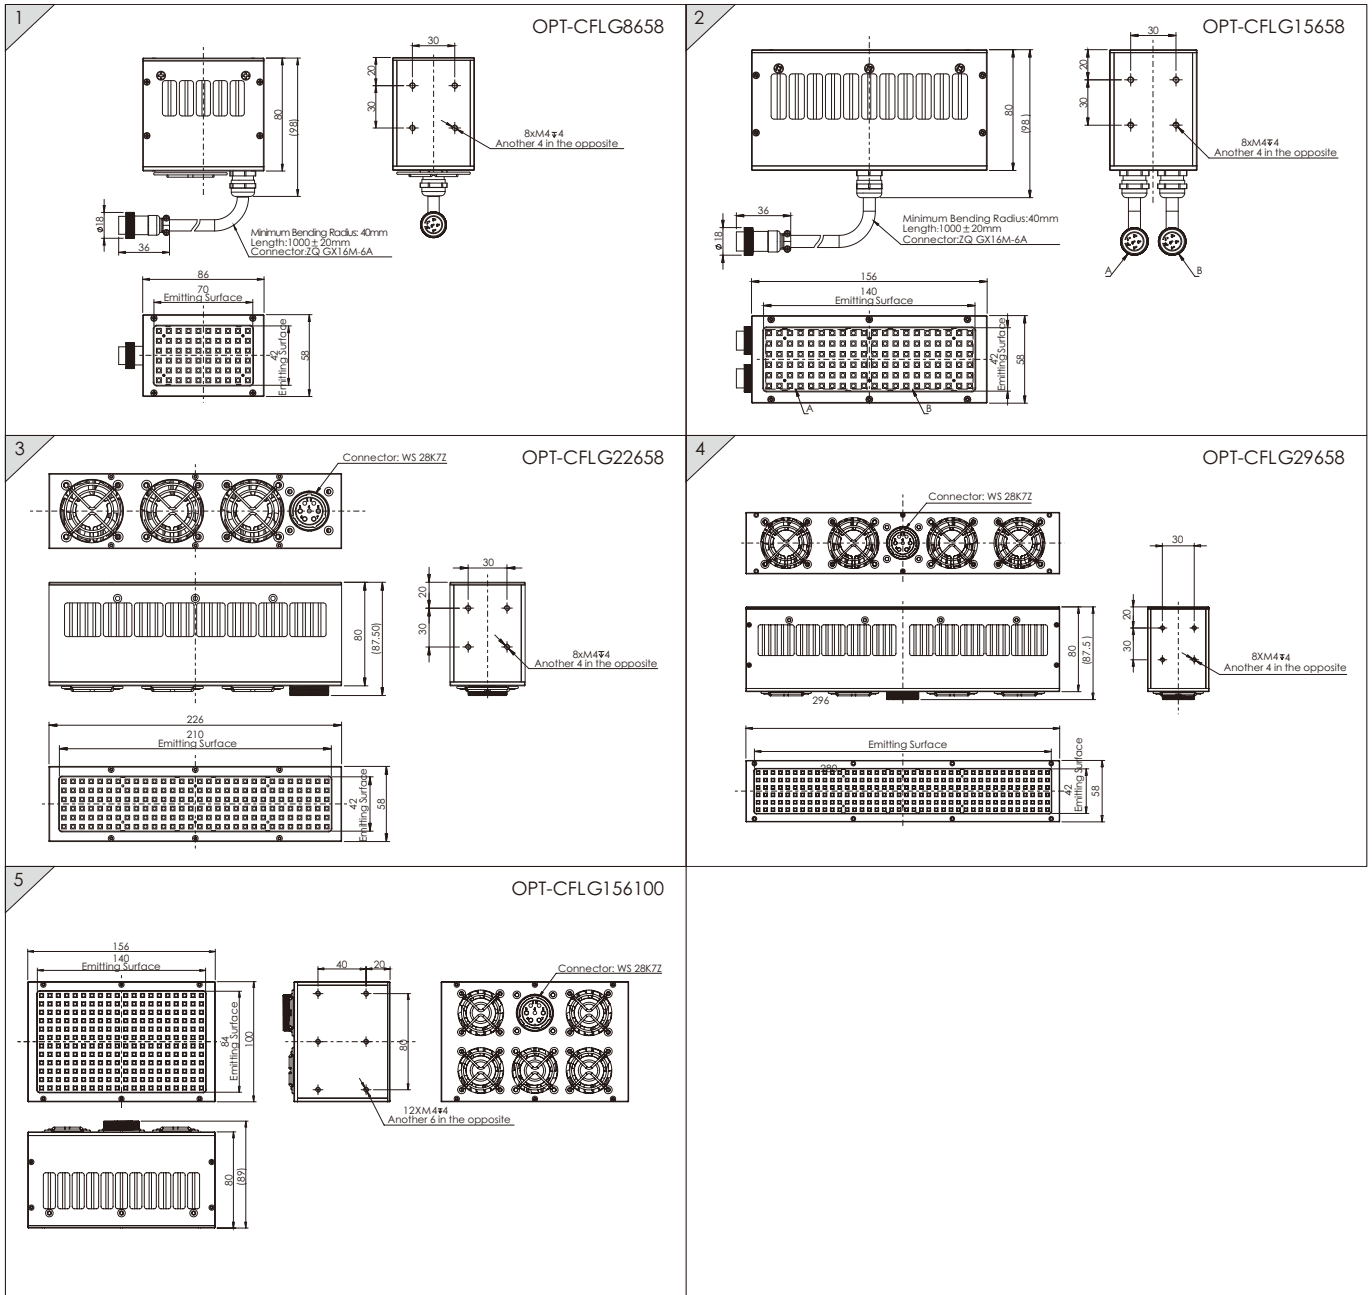 1
OPT-CFLG8658
30
20
30
80
(98)
8xM4↧4
Another 4 in the opposite
ø18
36
Minimum Bending Radius: 40mm
Length:1000±20mm
Connector:ZQ GX16M-6A
86
70
Emitting Surface
42
Emitting Surface
58
2
OPT-CFLG15658
30
20
30
80
(98)
8xM4↧4
Another 4 in the opposite
36
ø18
Minimum Bending Radius:40mm
Length:1000±20mm
Connector:ZQ GX16M-6A
A
B
156
140
Emitting Surface
42
Emitting Surface
58
A
B
3
OPT-CFLG22658
Connector: WS 28K7Z
30
20
30
80
(87.50)
8xM4↧4
Another 4 in the opposite
226
210
Emitting Surface
42
Emitting Surface
58
4
OPT-CFLG29658
Connector: WS 28K7Z
30
20
30
80
(87.5)
8XM4↧4
Another 4 in the opposite
296
Emitting Surface
280
42
Emitting Surface
58
5
OPT-CFLG156100
156
140
Emitting Surface
84
Emitting Surface
100
40
20
80
Connector: WS 28K7Z
12XM4↧4
Another 6 in the opposite
80
(89)